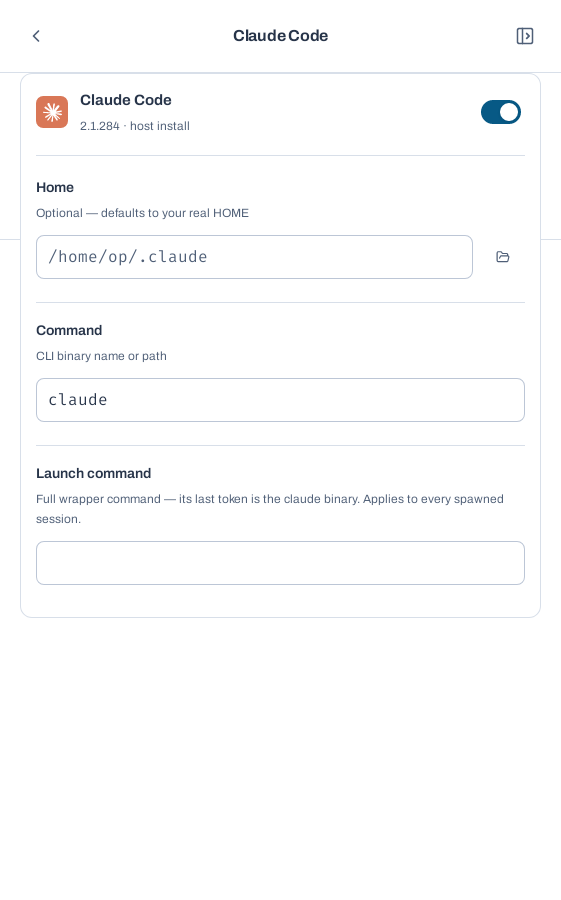 Claude Code
Claude Code
2.1.284 · host install
Home
Optional — defaults to your real HOME
/home/op/.claude
Command
CLI binary name or path
claude
Launch command
Full wrapper command — its last token is the claude binary. Applies to every spawned
session.